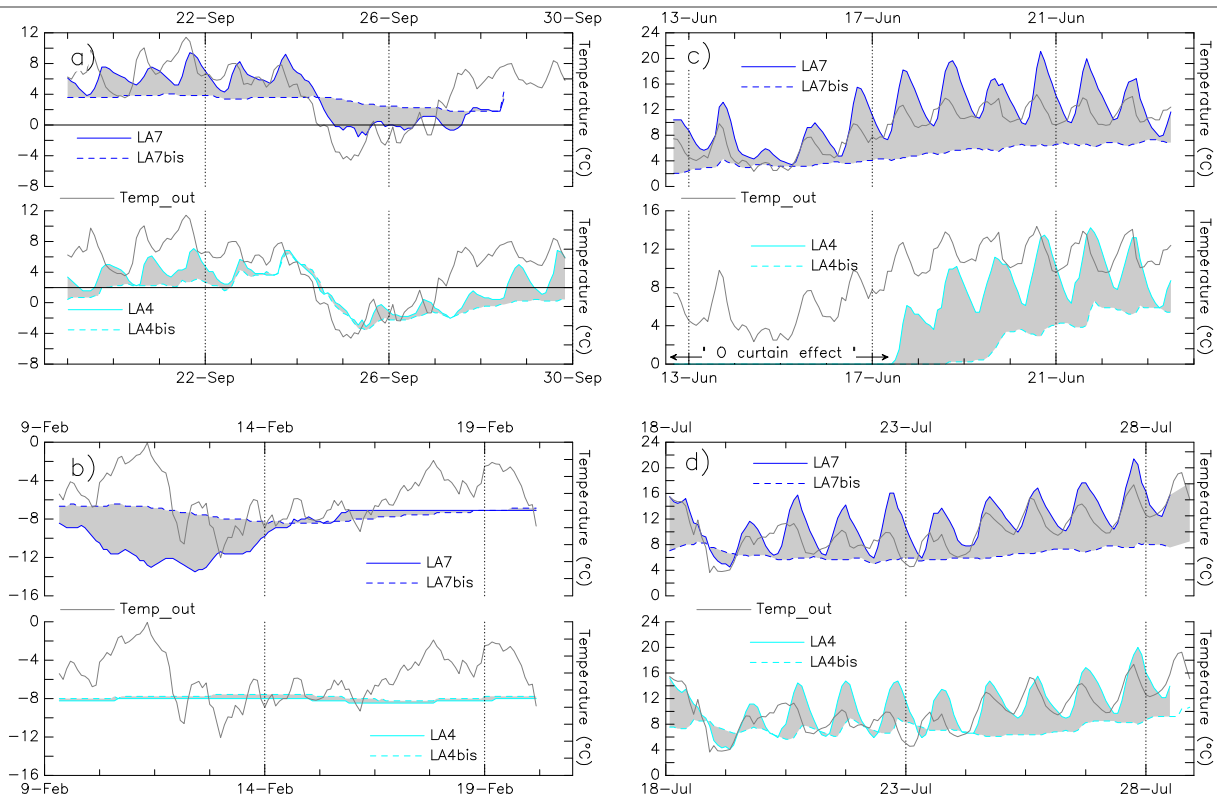 22-Sep 26-Sep 30-Sep
12
8
4
0
-4
-8
a)
LA7
LA7bis
Temperature (°C)
Temp_out
12
8
4
0
-4
-8
LA4
LA4bis
Temperature (°C)
22-Sep 26-Sep 30-Sep
13-Jun 17-Jun 21-Jun
24
20
16
12
8
4
0
c)
LA7
LA7bis
Temperature (°C)
Temp_out
16
12
8
4
0
LA4
LA4bis
' 0 curtain effect '
Temperature (°C)
13-Jun 17-Jun 21-Jun
9-Feb 14-Feb 19-Feb
0
-4
-8
-12
-16
b)
LA7
LA7bis
Temperature (°C)
Temp_out
0
-4
-8
-12
-16
LA4
LA4bis
Temperature (°C)
9-Feb 14-Feb 19-Feb
18-Jul 23-Jul 28-Jul
24
20
16
12
8
4
0
d)
LA7
LA7bis
Temperature (°C)
Temp_out
24
20
16
12
8
4
0
LA4
LA4bis
Temperature (°C)
18-Jul 23-Jul 28-Jul